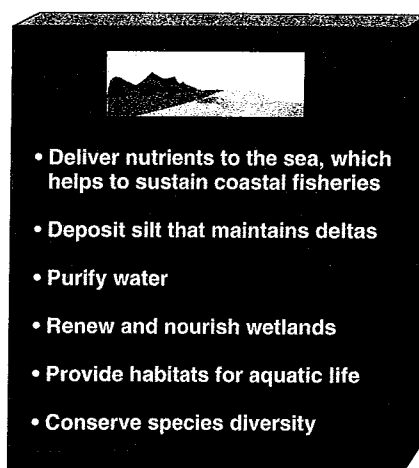 • Deliver nutrients to the sea, which
helps to sustain coastal fisheries
• Deposit silt that maintains deltas
• Purify water
• Renew and nourish wetlands
• Provide habitats for aquatic life
• Conserve species diversity